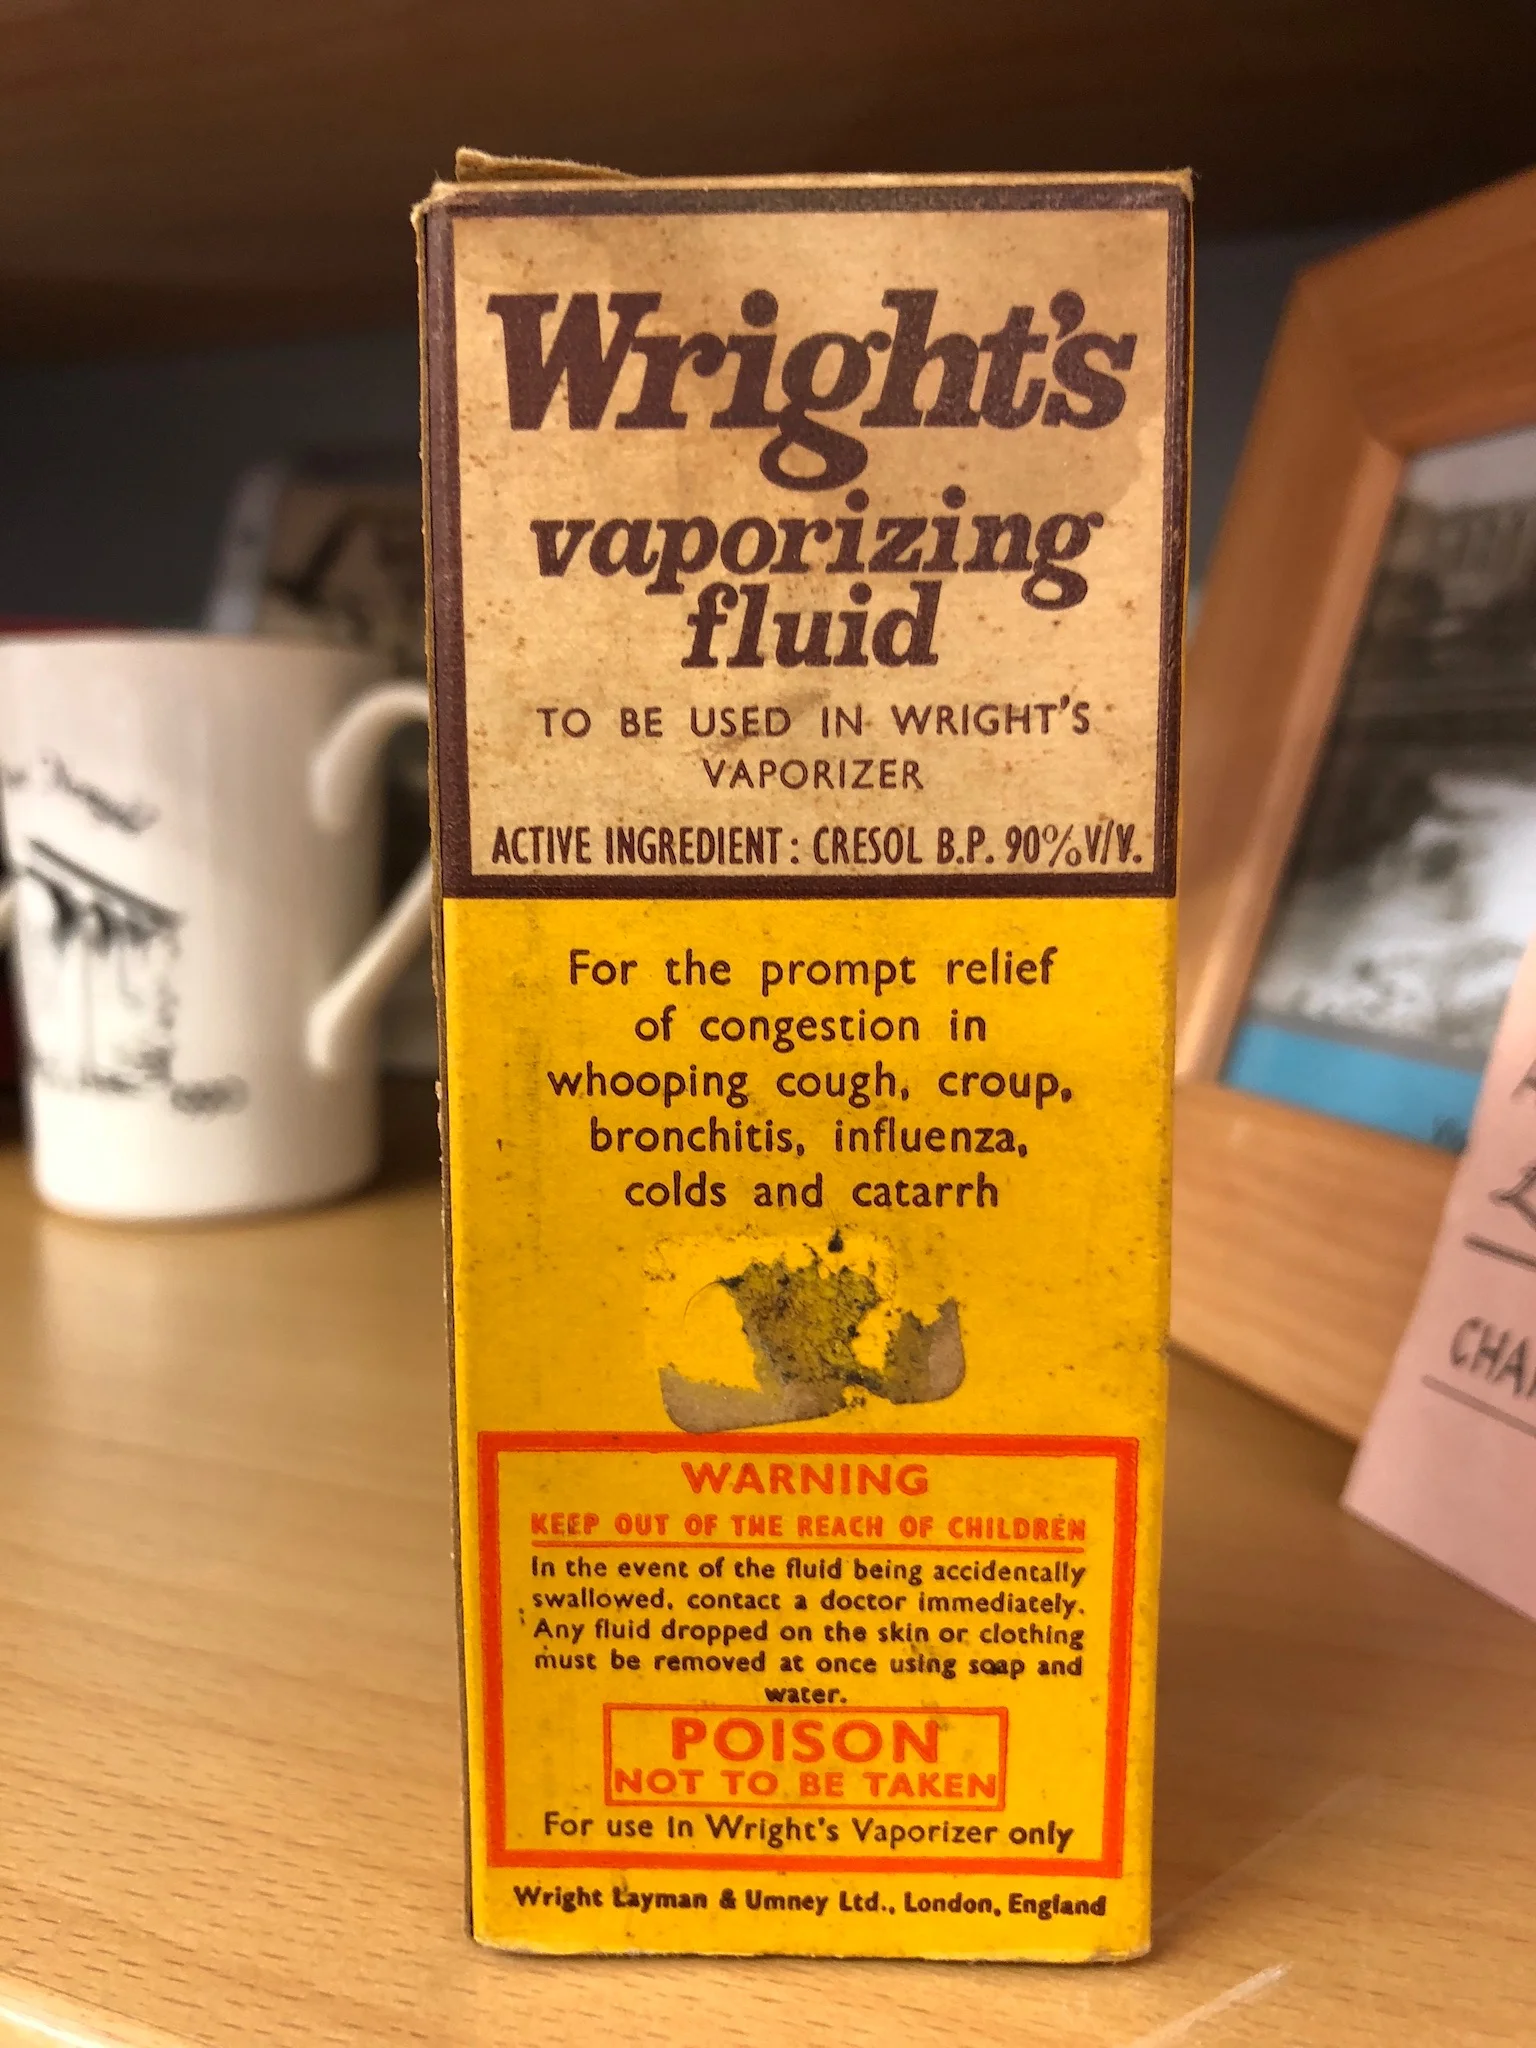 Wright's
vaporizing
fluid
TO BE USED IN WRIGHT'S
VAPORIZER
ACTIVE INGREDIENT : CRESOL B.P. 90% V/V.
For the prompt relief
of congestion in
whooping cough, croup,
bronchitis, influenza,
colds and catarrh
WARNING
KEEP OUT OF THE REACH OF CHILDREN
In the event of the fluid being accidentally
swallowed, contact a doctor immediately.
Any fluid dropped on the skin or clothing
must be removed at once using soap and
water.
POISON
NOT TO BE TAKEN
For use in Wright's Vaporizer only
Wright Layman & Umney Ltd., London, England
CHA